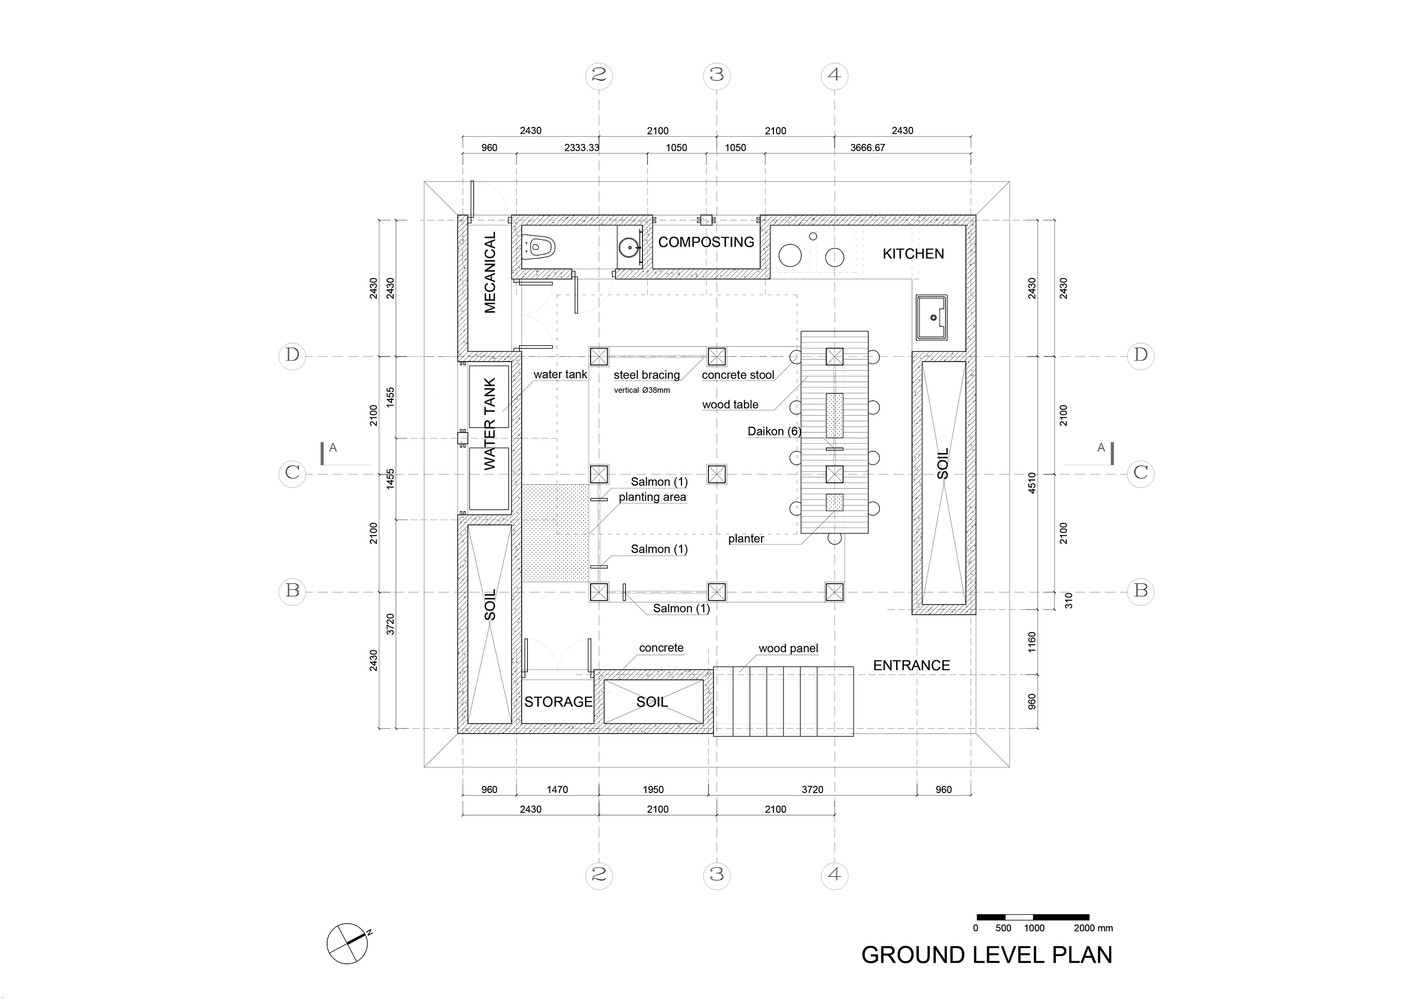 2 3 4
2430 2100 2100 2430
960 2333.33 1050 1050 3666.67
MECANICAL
COMPOSTING
KITCHEN
2430 2430
2430 2430
D D
water tank
steel bracing
vertical Ø38mm
concrete stool
WATER TANK
1455
2100
2100
wood table
Daikon (6)
A A
C C
SOIL
1455
4510
Salmon (1)
planting area
2100
2100
planter
Salmon (1)
B B
SOIL
310
Salmon (1)
3720
2430
1160
concrete
wood panel
ENTRANCE
STORAGE
SOIL
960
960 1470 1950 3720 960
2430 2100 2100
2 3 4
N
0 500 1000 2000 mm
GROUND LEVEL PLAN